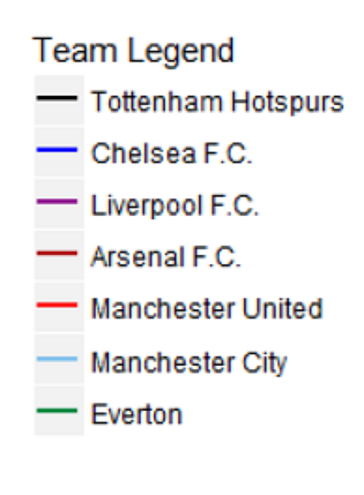 Team Legend
Tottenham Hotspurs
Chelsea F.C.
Liverpool F.C.
Arsenal F.C.
Manchester United
Manchester City
Everton